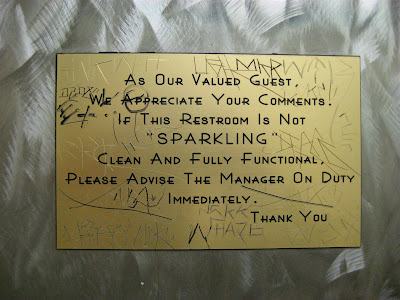 As Our Valued Guest,
We Appreciate Your Comments.
If This Restroom Is Not
"SPARKLING"
Clean And Fully Functional,
Please Advise The Manager On Duty
Immediately.
Thank You
HAZE